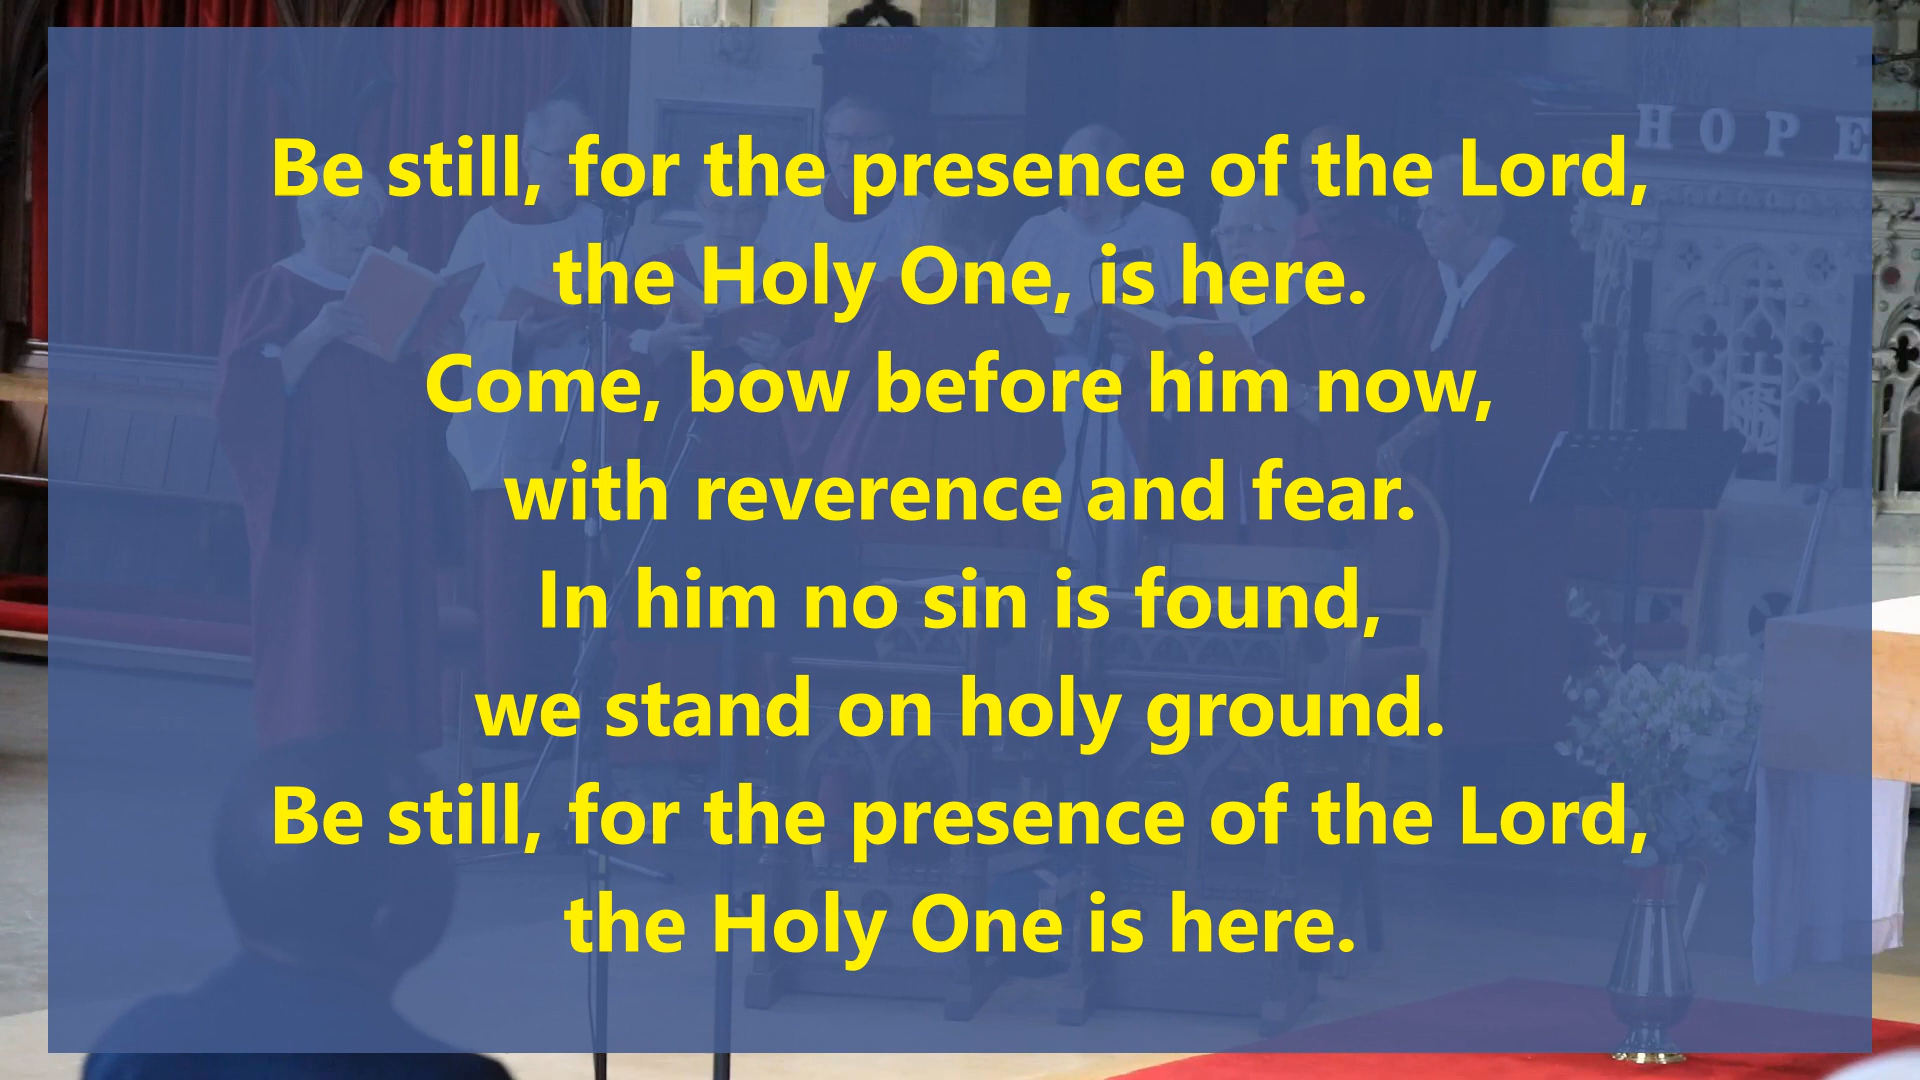 HOPE
Be still, for the presence of the Lord,
the Holy One, is here.
Come, bow before him now,
with reverence and fear.
In him no sin is found,
we stand on holy ground.
Be still, for the presence of the Lord,
the Holy One is here.